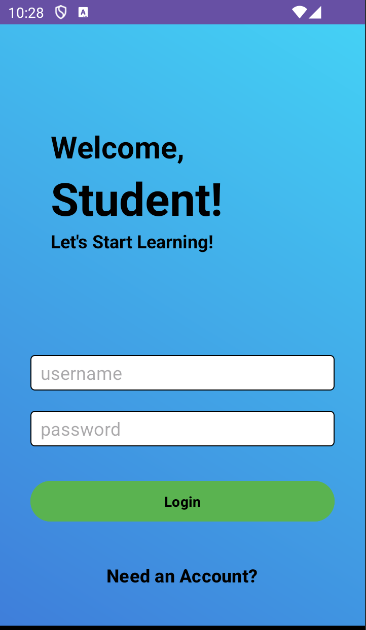 10:28
Welcome,
Student!
Let's Start Learning!
username
password
Login
Need an Account?